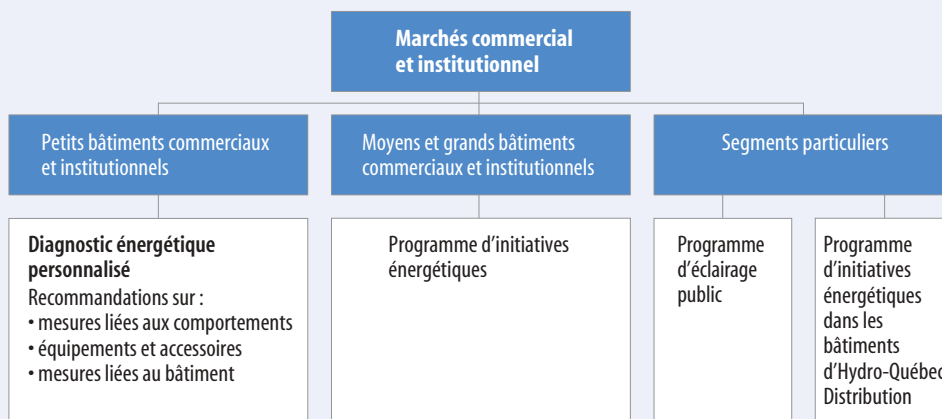 Marchés commercial
et institutionnel
Petits bâtiments commerciaux
et institutionnels
Moyens et grands bâtiments
commerciaux et institutionnels
Segments particuliers
Diagnostic énergétique
personnalisé
Recommandations sur :
• mesures liées aux comportements
• équipements et accessoires
• mesures liées au bâtiment
Programme d’initiatives
énergétiques
Programme
d’éclairage
public
Programme
d’initiatives
énergétiques
dans les
bâtiments
d’Hydro-Québec
Distribution